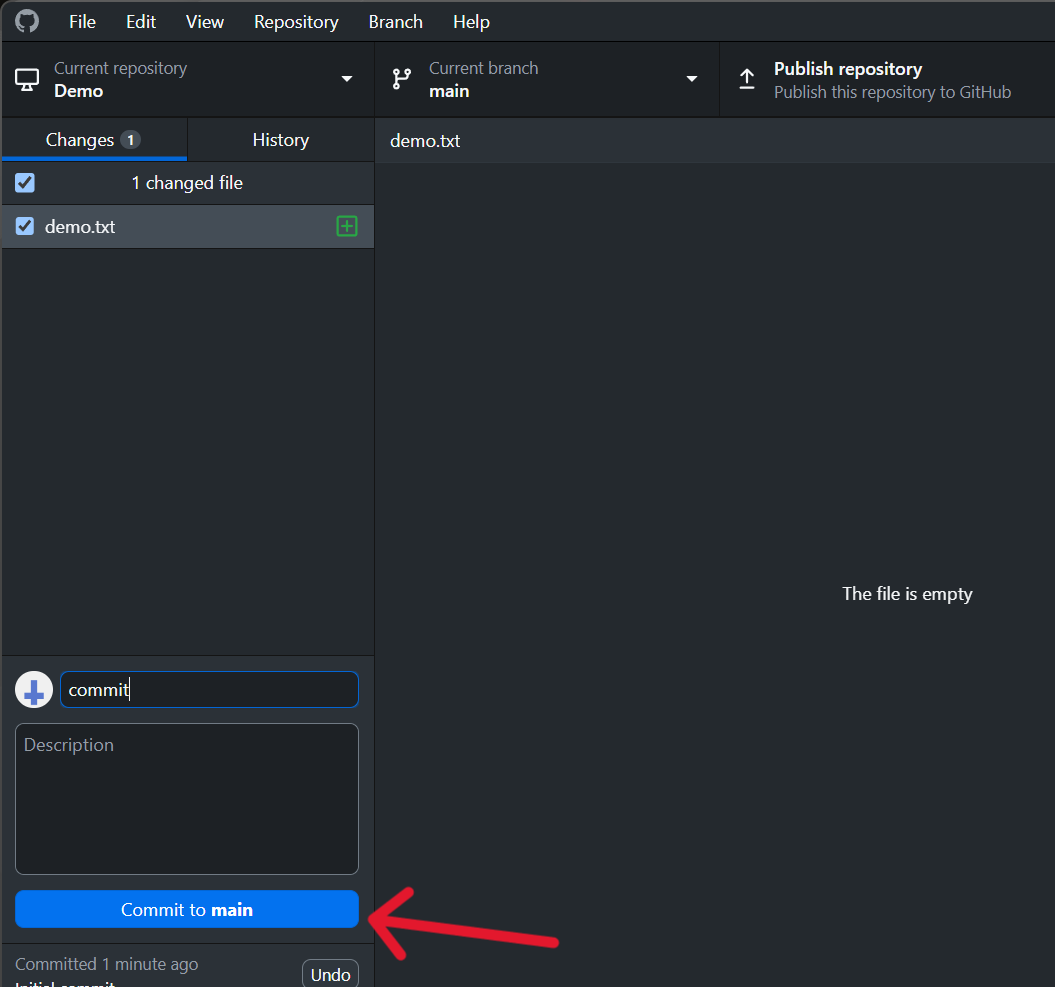 File Edit View Repository Branch Help
Current repository
Demo
Current branch
main
Publish repository
Publish this repository to GitHub
Changes 1
History
demo.txt
1 changed file
demo.txt
The file is empty
commit
Description
Commit to main
Committed 1 minute ago
Undo
Initial commit